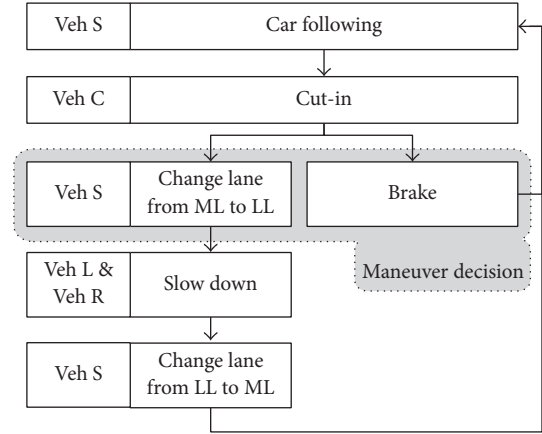 Veh S
Car following
Veh C
Cut-in
Veh S
Change lane
from ML to LL
Brake
Maneuver decision
Veh L &
Veh R
Slow down
Veh S
Change lane
from LL to ML